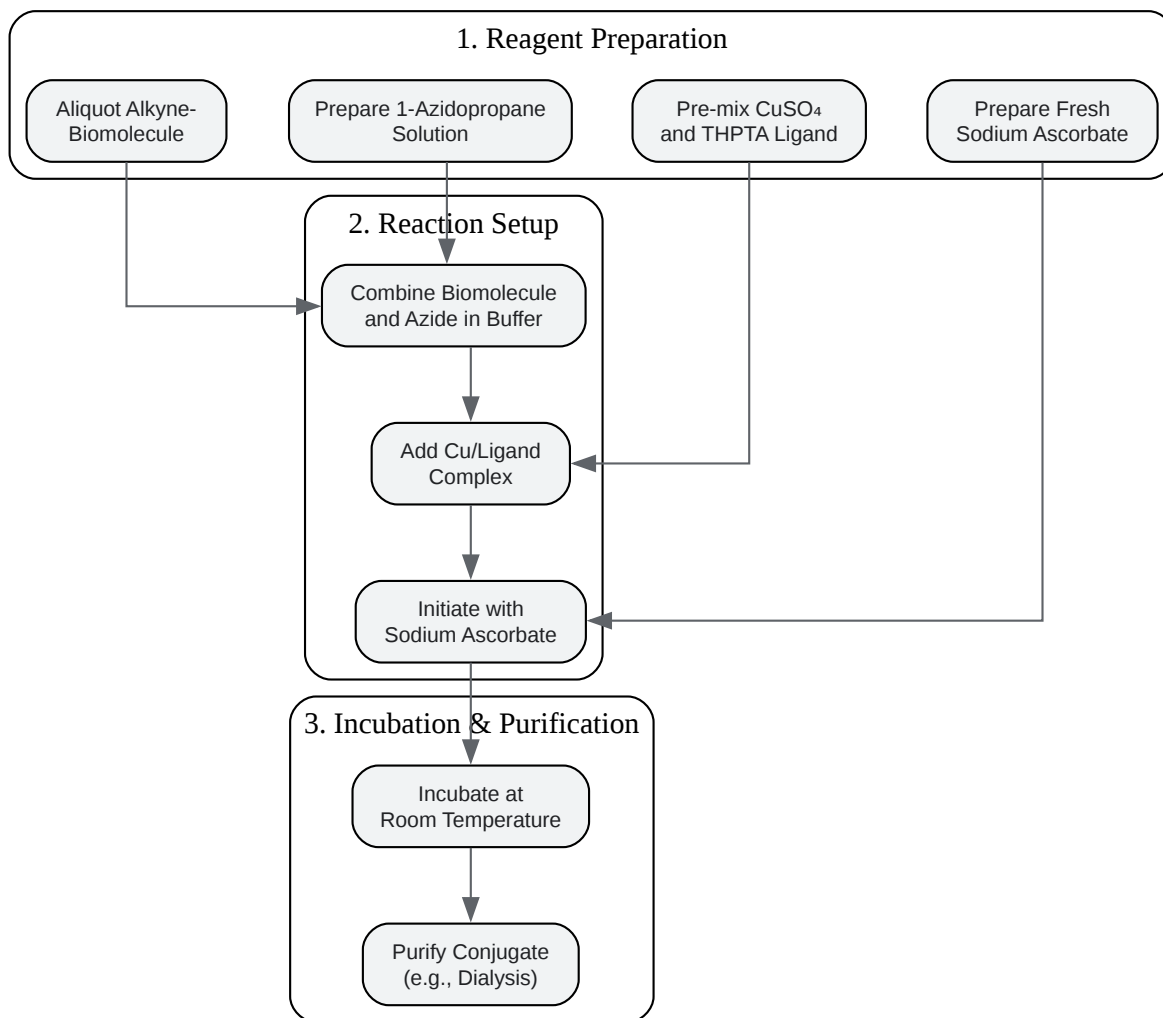 1. Reagent Preparation
Aliquot Alkyne-
Biomolecule
Prepare 1-Azidopropane
Solution
Pre-mix CuSO₄
and THPTA Ligand
Prepare Fresh
Sodium Ascorbate
2. Reaction Setup
Combine Biomolecule
and Azide in Buffer
Add Cu/Ligand
Complex
Initiate with
Sodium Ascorbate
3. Incubation & Purification
Incubate at
Room Temperature
Purify Conjugate
(e.g., Dialysis)